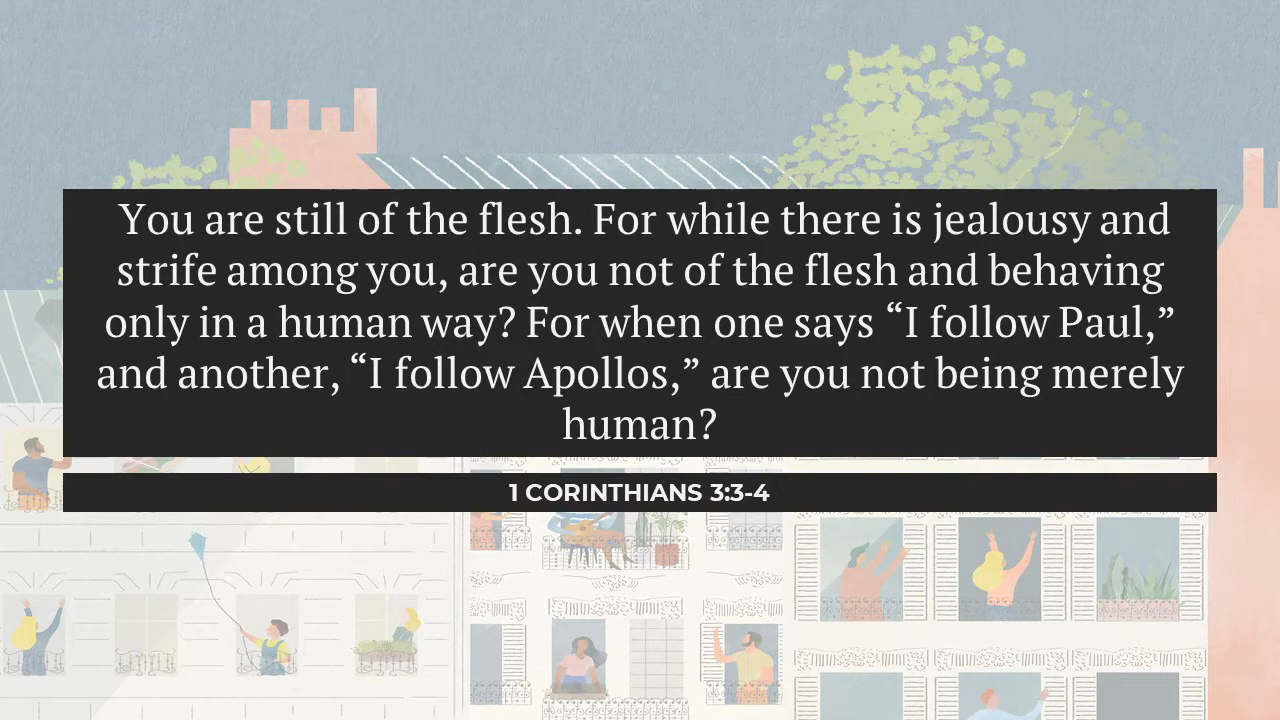 You are still of the flesh. For while there is jealousy and
strife among you, are you not of the flesh and behaving
only in a human way? For when one says “I follow Paul,”
and another, “I follow Apollos,” are you not being merely
human?
1 CORINTHIANS 3:3-4